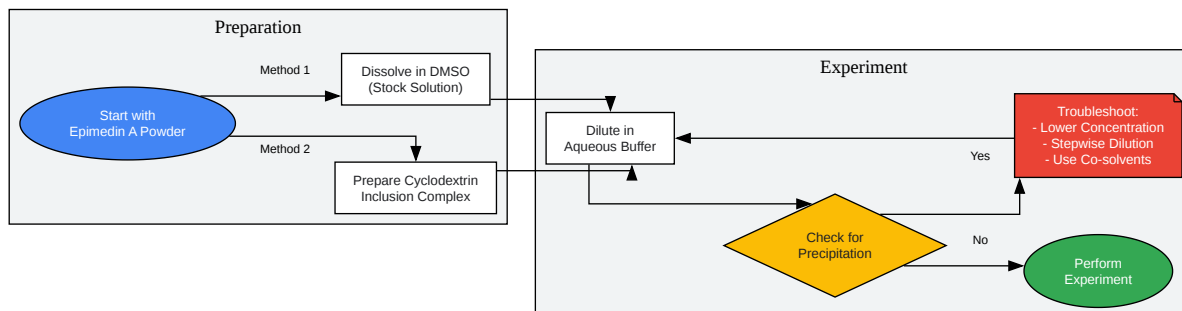 Preparation
Method 1
Dissolve in DMSO
(Stock Solution)
Start with
Epimedin A Powder
Method 2
Prepare Cyclodextrin
Inclusion Complex
Experiment
Dilute in
Aqueous Buffer
Troubleshoot:
- Lower Concentration
- Stepwise Dilution
- Use Co-solvents
Yes
Check for
Precipitation
No
Perform
Experiment